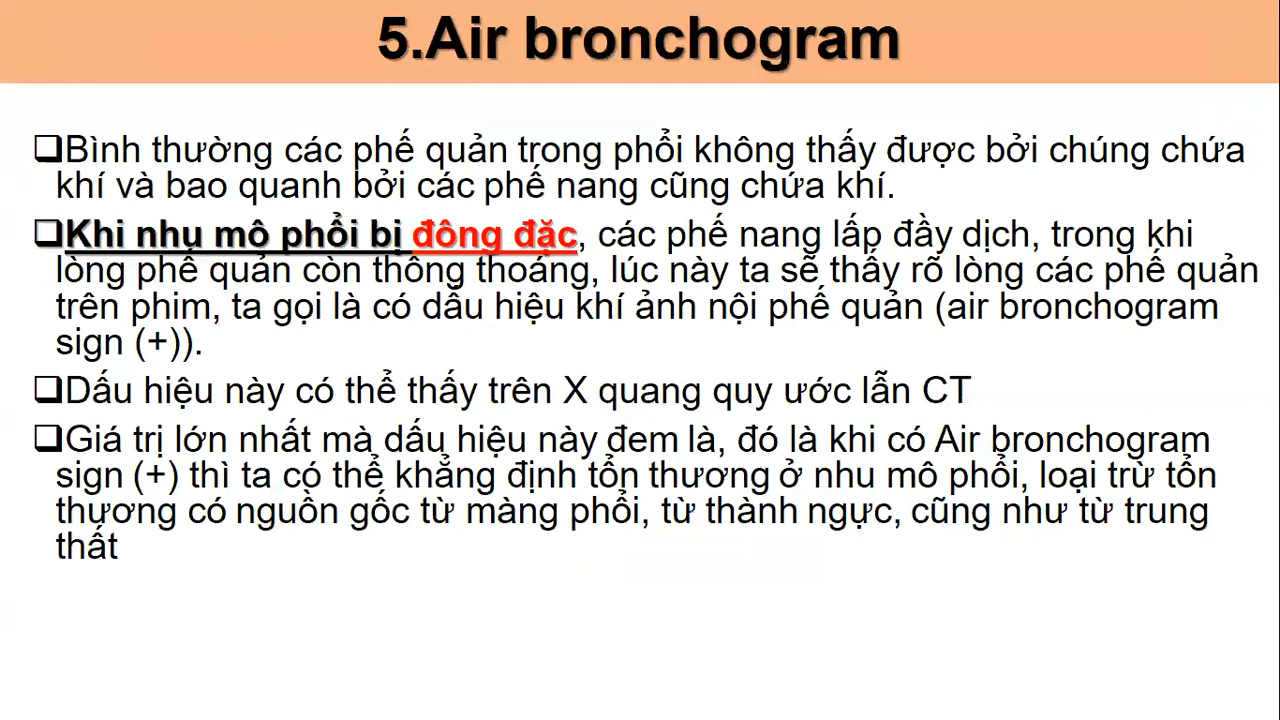 5.Air bronchogram
❑Bình thường các phế quản trong phổi không thấy được bởi chúng chứa
khí và bao quanh bởi các phế nang cũng chứa khí.
❑Khi nhu mô phổi bị đông đặc, các phế nang lấp đầy dịch, trong khi
lòng phế quản còn thông thoáng, lúc này ta sẽ thấy rõ lòng các phế quản
trên phim, ta gọi là có dấu hiệu khí ảnh nội phế quản (air bronchogram
sign (+)).
❑Dấu hiệu này có thể thấy trên X quang quy ước lẫn CT
❑Giá trị lớn nhất mà dấu hiệu này đem là, đó là khi có Air bronchogram
sign (+) thì ta có thể khẳng định tổn thương ở nhu mô phổi, loại trừ tổn
thương có nguồn gốc từ màng phổi, từ thành ngực, cũng như từ trung
thất